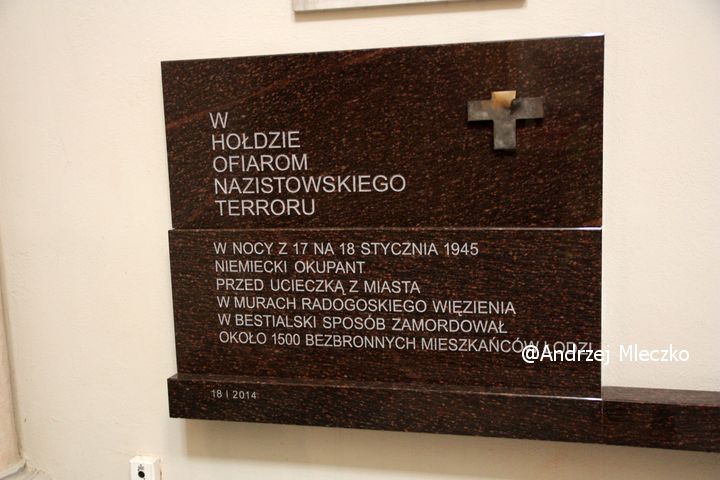 W
HOŁDZIE
OFIAROM
NAZISTOWSKIEGO
TERRORU
W NOCY Z 17 NA 18 STYCZNIA 1945
NIEMIECKI OKUPANT
PRZED UCIECZKĄ Z MIASTA
W MURACH RADOGOSKIEGO WIĘZIENIA
W BESTIALSKI SPOSÓB ZAMORDOWAŁ
OKOŁO 1500 BEZBRONNYCH MIESZKAŃCÓW ŁODZI
@Andrzej Mleczko
18 I 2014